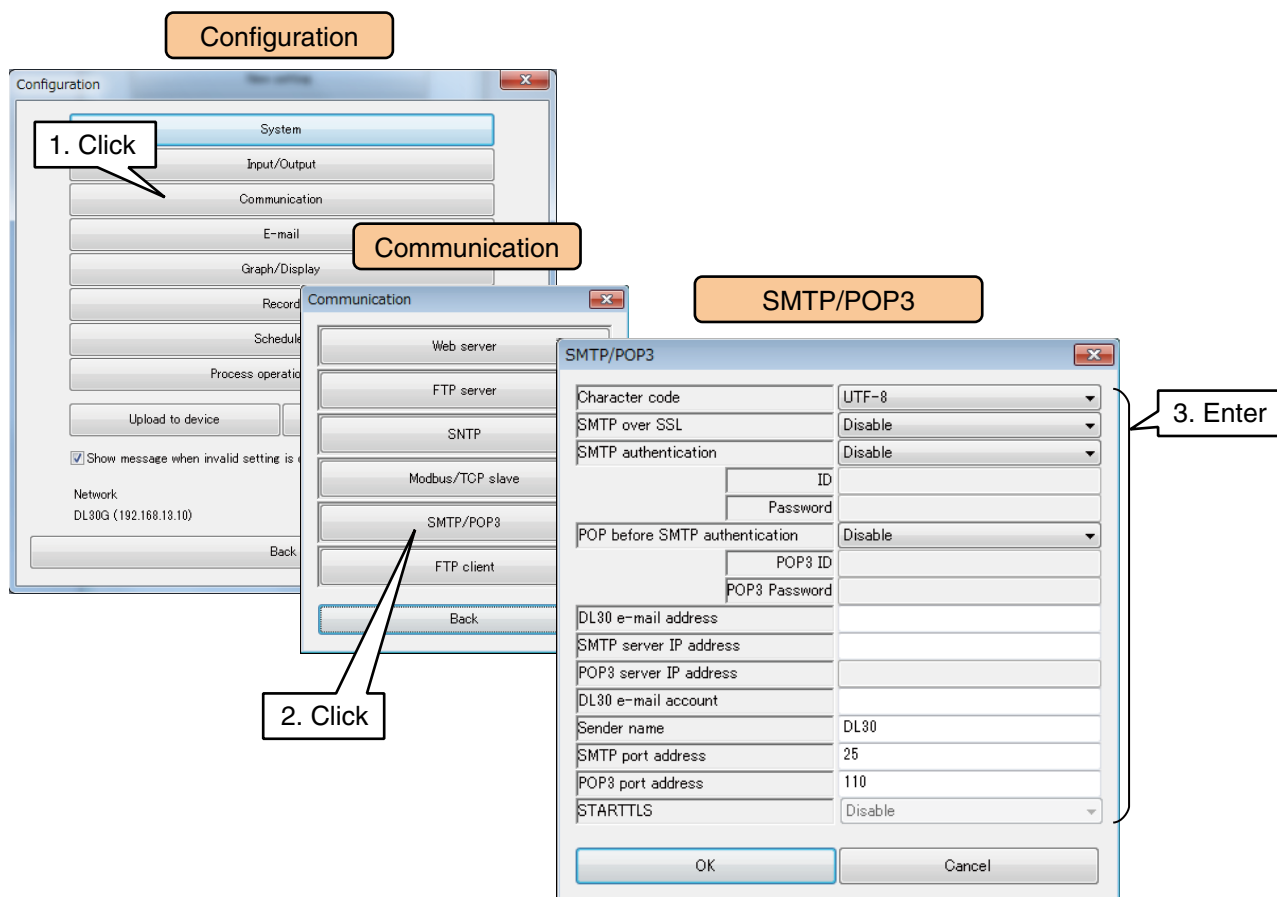 Configuration
Configuration
New setting
System
1. Click
Input/Output
Communication
E-mail
Graph/Display
Record
Schedule
Process operatio
Upload to device
Show message when invalid setting is
Network
DL30G (192.168.13.10)
Back
Communication
Communication
Web server
FTP server
SNTP
Modbus/TCP slave
SMTP/POP3
FTP client
Back
2. Click
SMTP/POP3
SMTP/POP3
Character code UTF-8
SMTP over SSL Disable
SMTP authentication Disable
ID
Password
POP before SMTP authentication Disable
POP3 ID
POP3 Password
DL30 e-mail address
SMTP server IP address
POP3 server IP address
DL30 e-mail account
Sender name DL30
SMTP port address 25
POP3 port address 110
STARTTLS Disable
OK Cancel
3. Enter